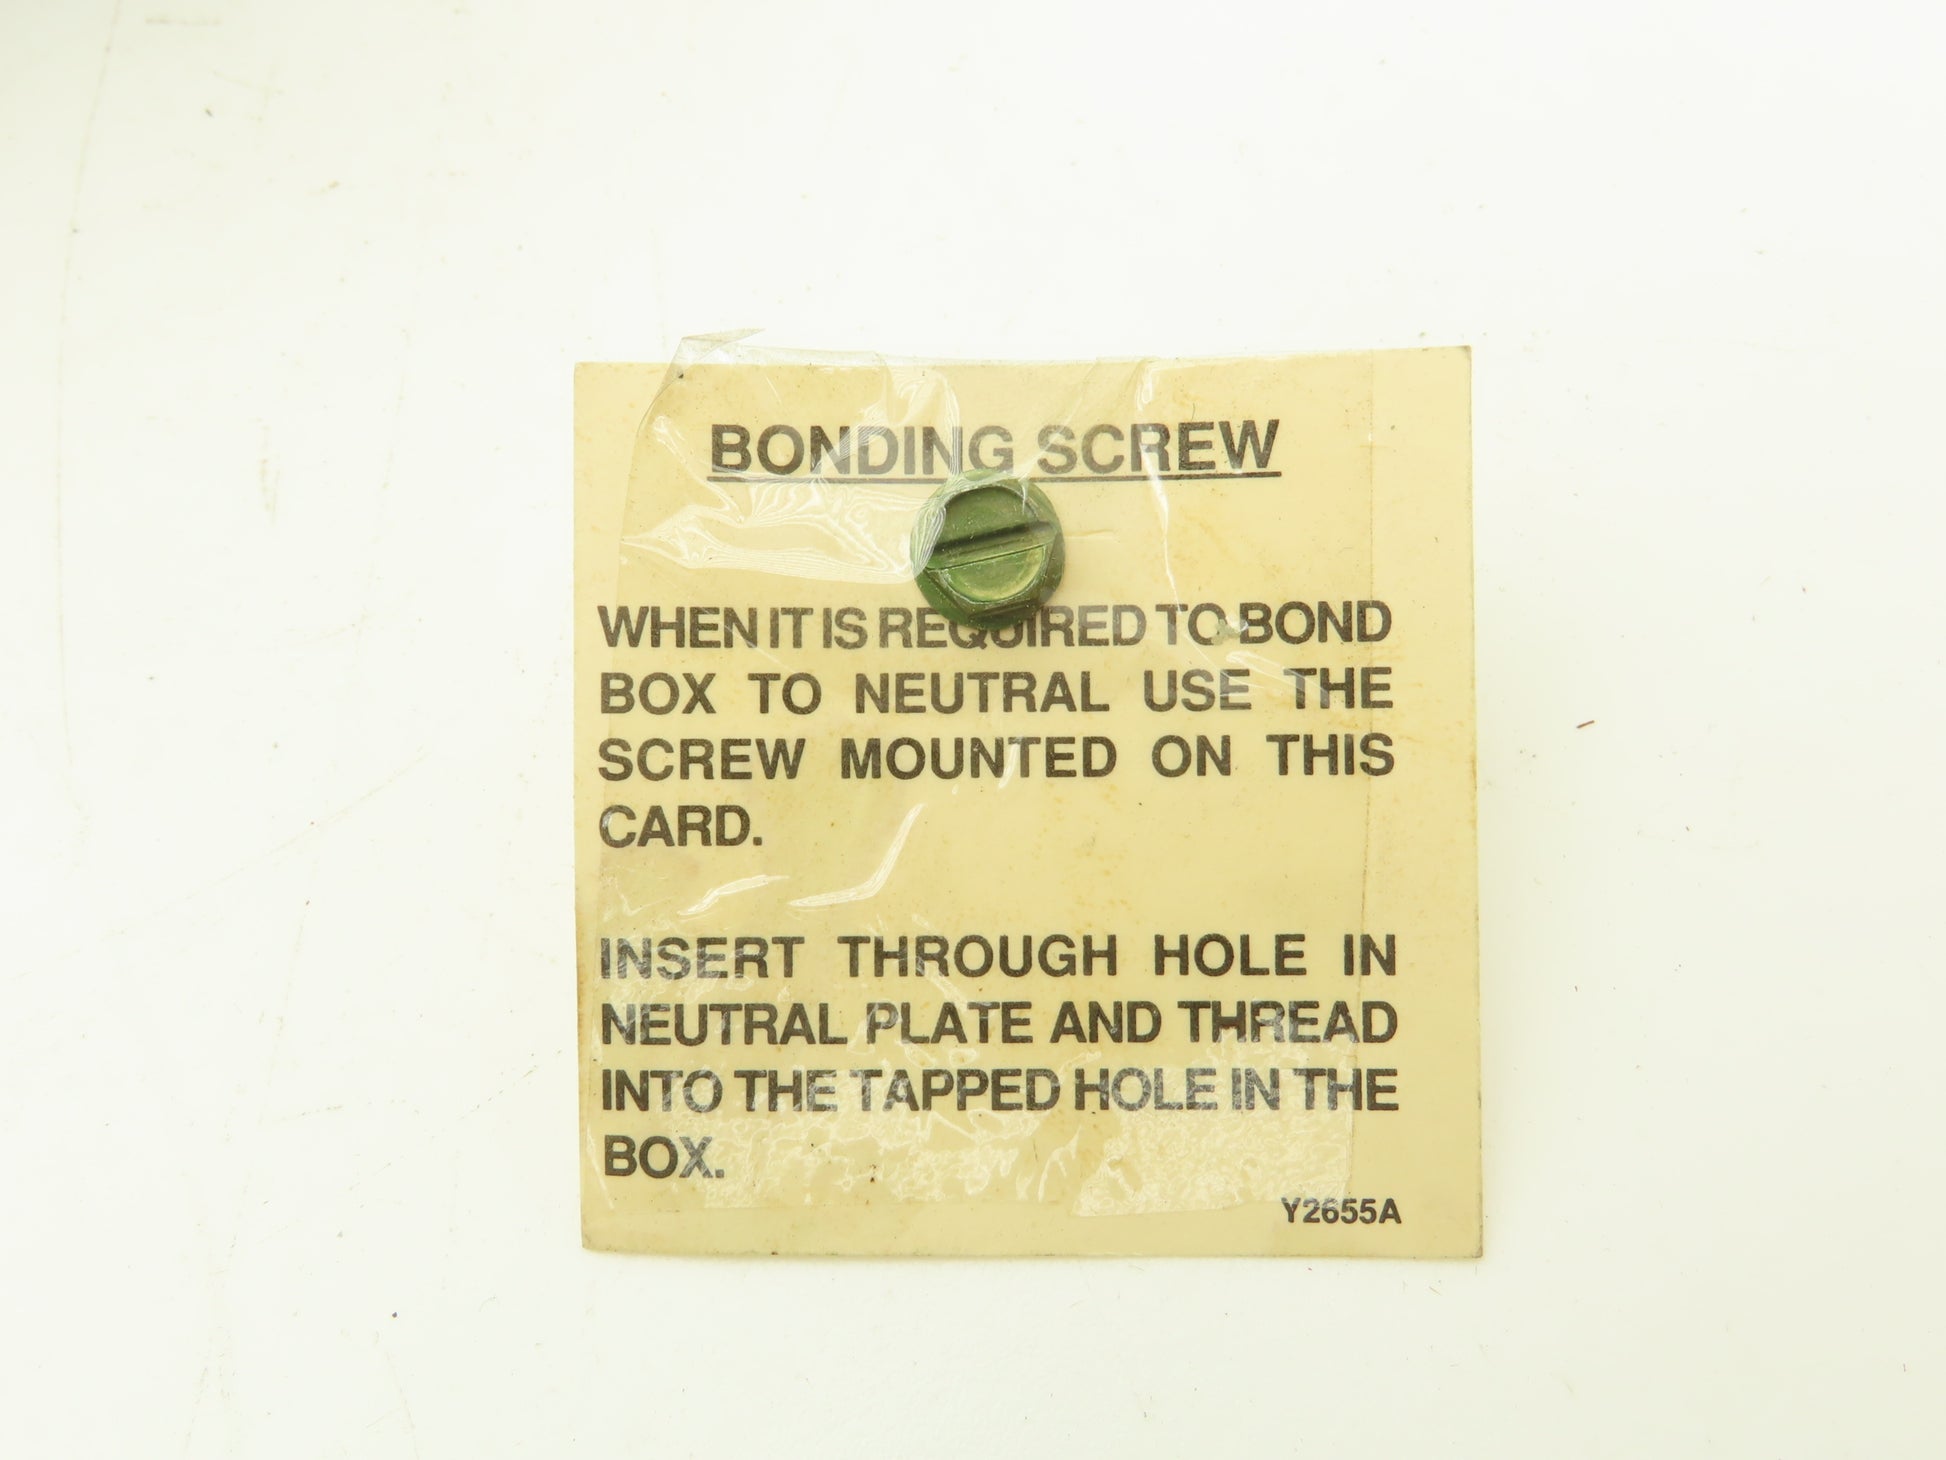 BONDING SCREW
WHEN IT IS REQUIRED TO BOND
BOX TO NEUTRAL USE THE
SCREW MOUNTED ON THIS
CARD.
INSERT THROUGH HOLE IN
NEUTRAL PLATE AND THREAD
INTO THE TAPPED HOLE IN THE
BOX.
Y2655A